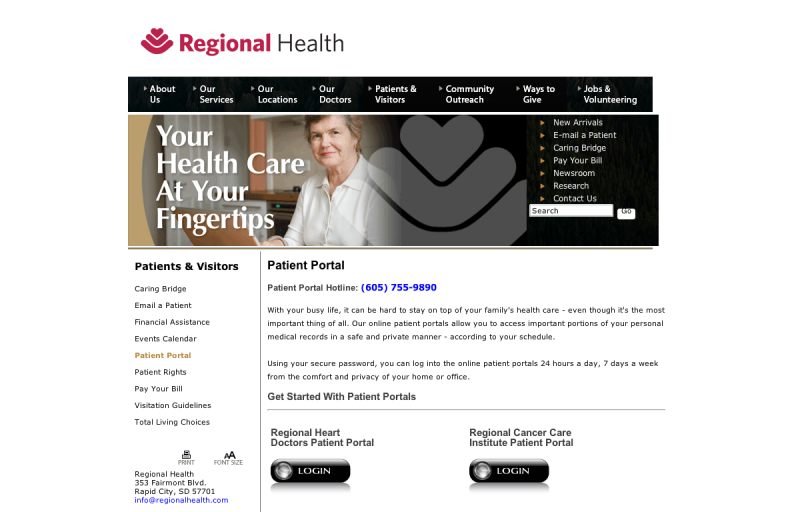 Regional Health
About Us
Our Services
Our Locations
Our Doctors
Patients & Visitors
Community Outreach
Ways to Give
Jobs & Volunteering
Your
Health Care
At Your
Fingertips
New Arrivals
E-mail a Patient
Caring Bridge
Pay Your Bill
Newsroom
Research
Contact Us
Search
Go
Patients & Visitors
Caring Bridge
Email a Patient
Financial Assistance
Events Calendar
Patient Portal
Patient Rights
Pay Your Bill
Visitation Guidelines
Total Living Choices
PRINT
FONT SIZE
Regional Health
353 Fairmont Blvd.
Rapid City, SD 57701
info@regionalhealth.com
Patient Portal
Patient Portal Hotline: (605) 755-9890
With your busy life, it can be hard to stay on top of your family's health care - even though it's the most
important thing of all. Our online patient portals allow you to access important portions of your personal
medical records in a safe and private manner - according to your schedule.
Using your secure password, you can log into the online patient portals 24 hours a day, 7 days a week
from the comfort and privacy of your home or office.
Get Started With Patient Portals
Regional Heart
Doctors Patient Portal
LOGIN
Regional Cancer Care
Institute Patient Portal
LOGIN